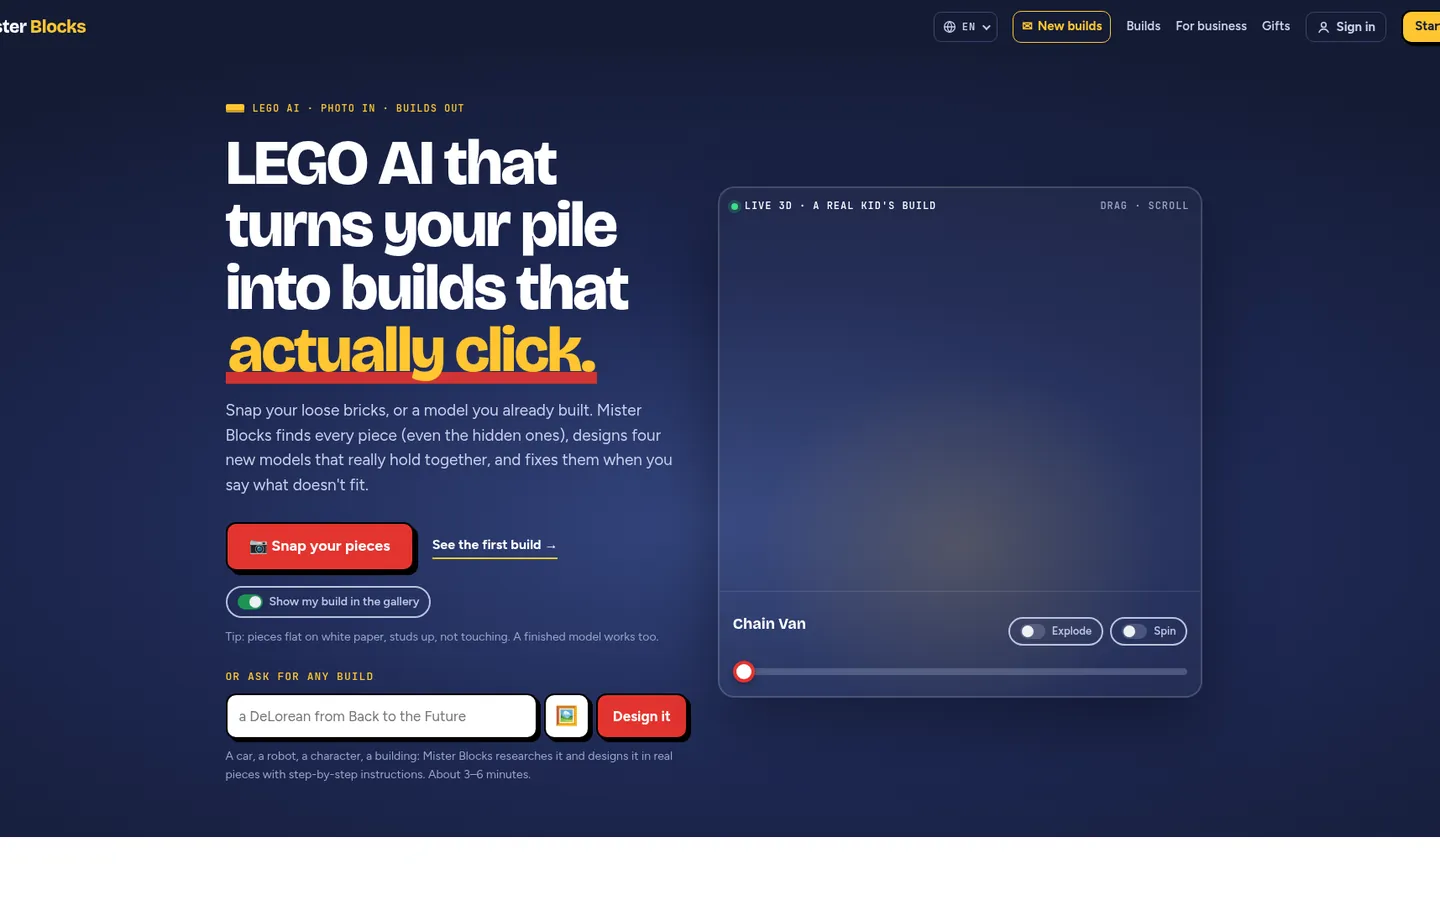 Blocks
EN
New builds
Builds
For business
Gifts
Sign in
LEGO AI · PHOTO IN · BUILDS OUT
LEGO AI that
turns your pile
into builds that
actually click.
Snap your loose bricks, or a model you already built. Mister
Blocks finds every piece (even the hidden ones), designs four
new models that really hold together, and fixes them when you
say what doesn't fit.
Snap your pieces
See the first build →
Show my build in the gallery
Tip: pieces flat on white paper, studs up, not touching. A finished model works too.
OR ASK FOR ANY BUILD
a DeLorean from Back to the Future
Design it
A car, a robot, a character, a building: Mister Blocks researches it and designs it in real
pieces with step-by-step instructions. About 3–6 minutes.
LIVE 3D · A REAL KID'S BUILD
DRAG · SCROLL
Chain Van
Explode
Spin